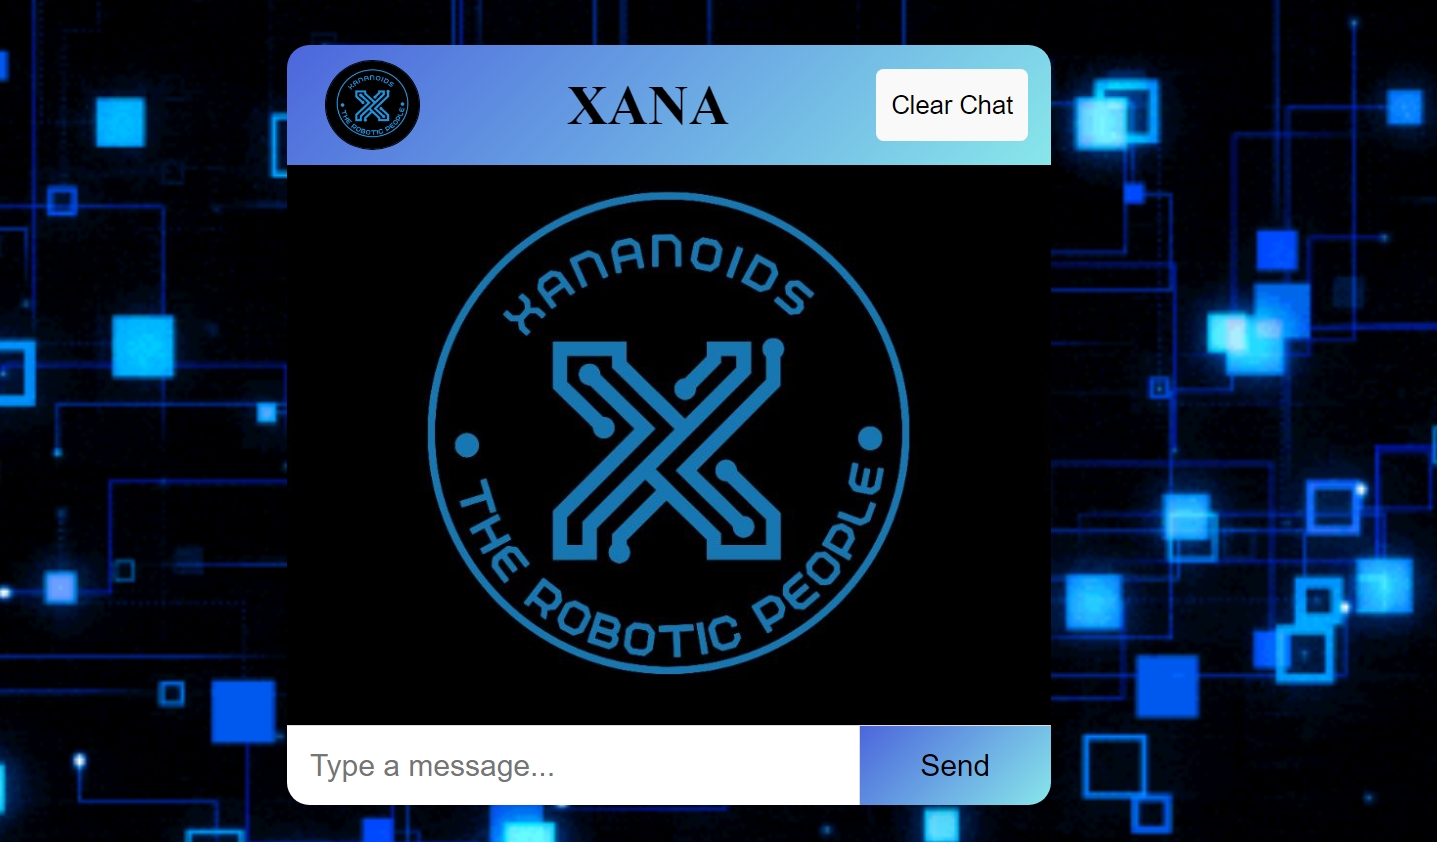 XANANOIDS
THE ROBOTIC PEOPLE
XANA
Clear Chat
XANANOIDS
THE ROBOTIC PEOPLE
Type a message...
Send